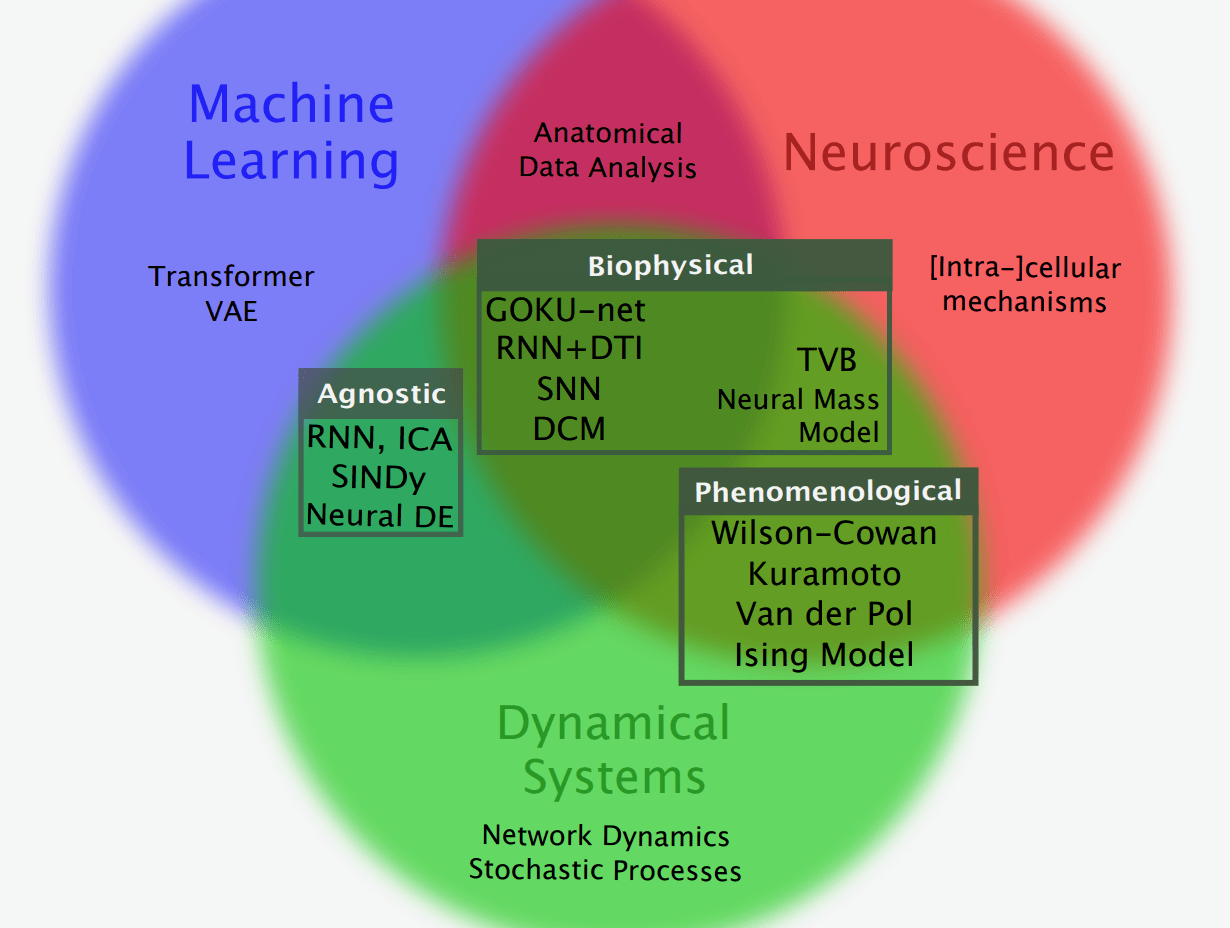 Machine
Learning
Anatomical
Data Analysis
Neuroscience
Transformer
VAE
[Intra-]cellular
mechanisms
Biophysical
GOKU-net
RNN+DTI
SNN
DCM
TVB
Neural Mass
Model
Agnostic
RNN, ICA
SINDy
Neural DE
Phenomenological
Wilson-Cowan
Kuramoto
Van der Pol
Ising Model
Dynamical
Systems
Network Dynamics
Stochastic Processes